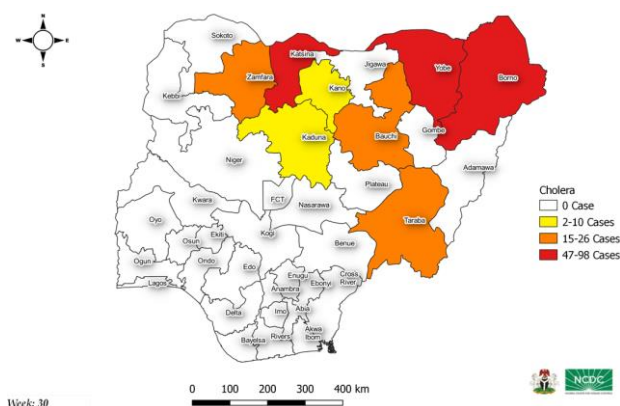 N
W E
S
Sokoto
Katsina
Jigawa
Yobe
Borno
Zamfara
Kano
Kebbi
Kaduna
Bauchi
Gombe
Adamawa
Niger
Plateau
Kwara
FCT
Nasarawa
Taraba
Oyo
Kogi
Benue
Ekiti
Osun
Ogun
Ondo
Edo
Lagos
Enugu
Ebonyi
Cross
River
Anambra
Delta
Imo
Abia
Bayelsa
Rivers
Akwa
Ibom
Cholera
0 Case
2-10 Cases
15-26 Cases
47-98 Cases
NCDC
Week: 30
0 100 200 300 400 km